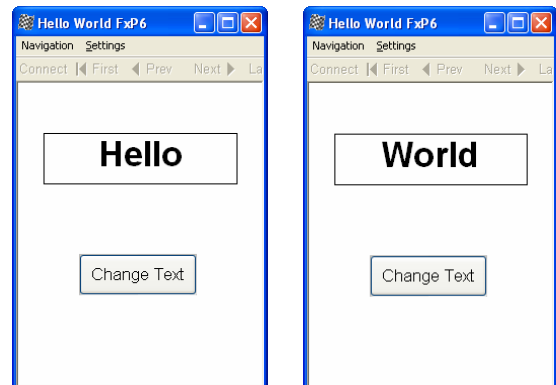 Hello World FxP6
Navigation Settings
Connect First Prev Next La
Hello
Change Text
Hello World FxP6
Navigation Settings
Connect First Prev Next La
World
Change Text